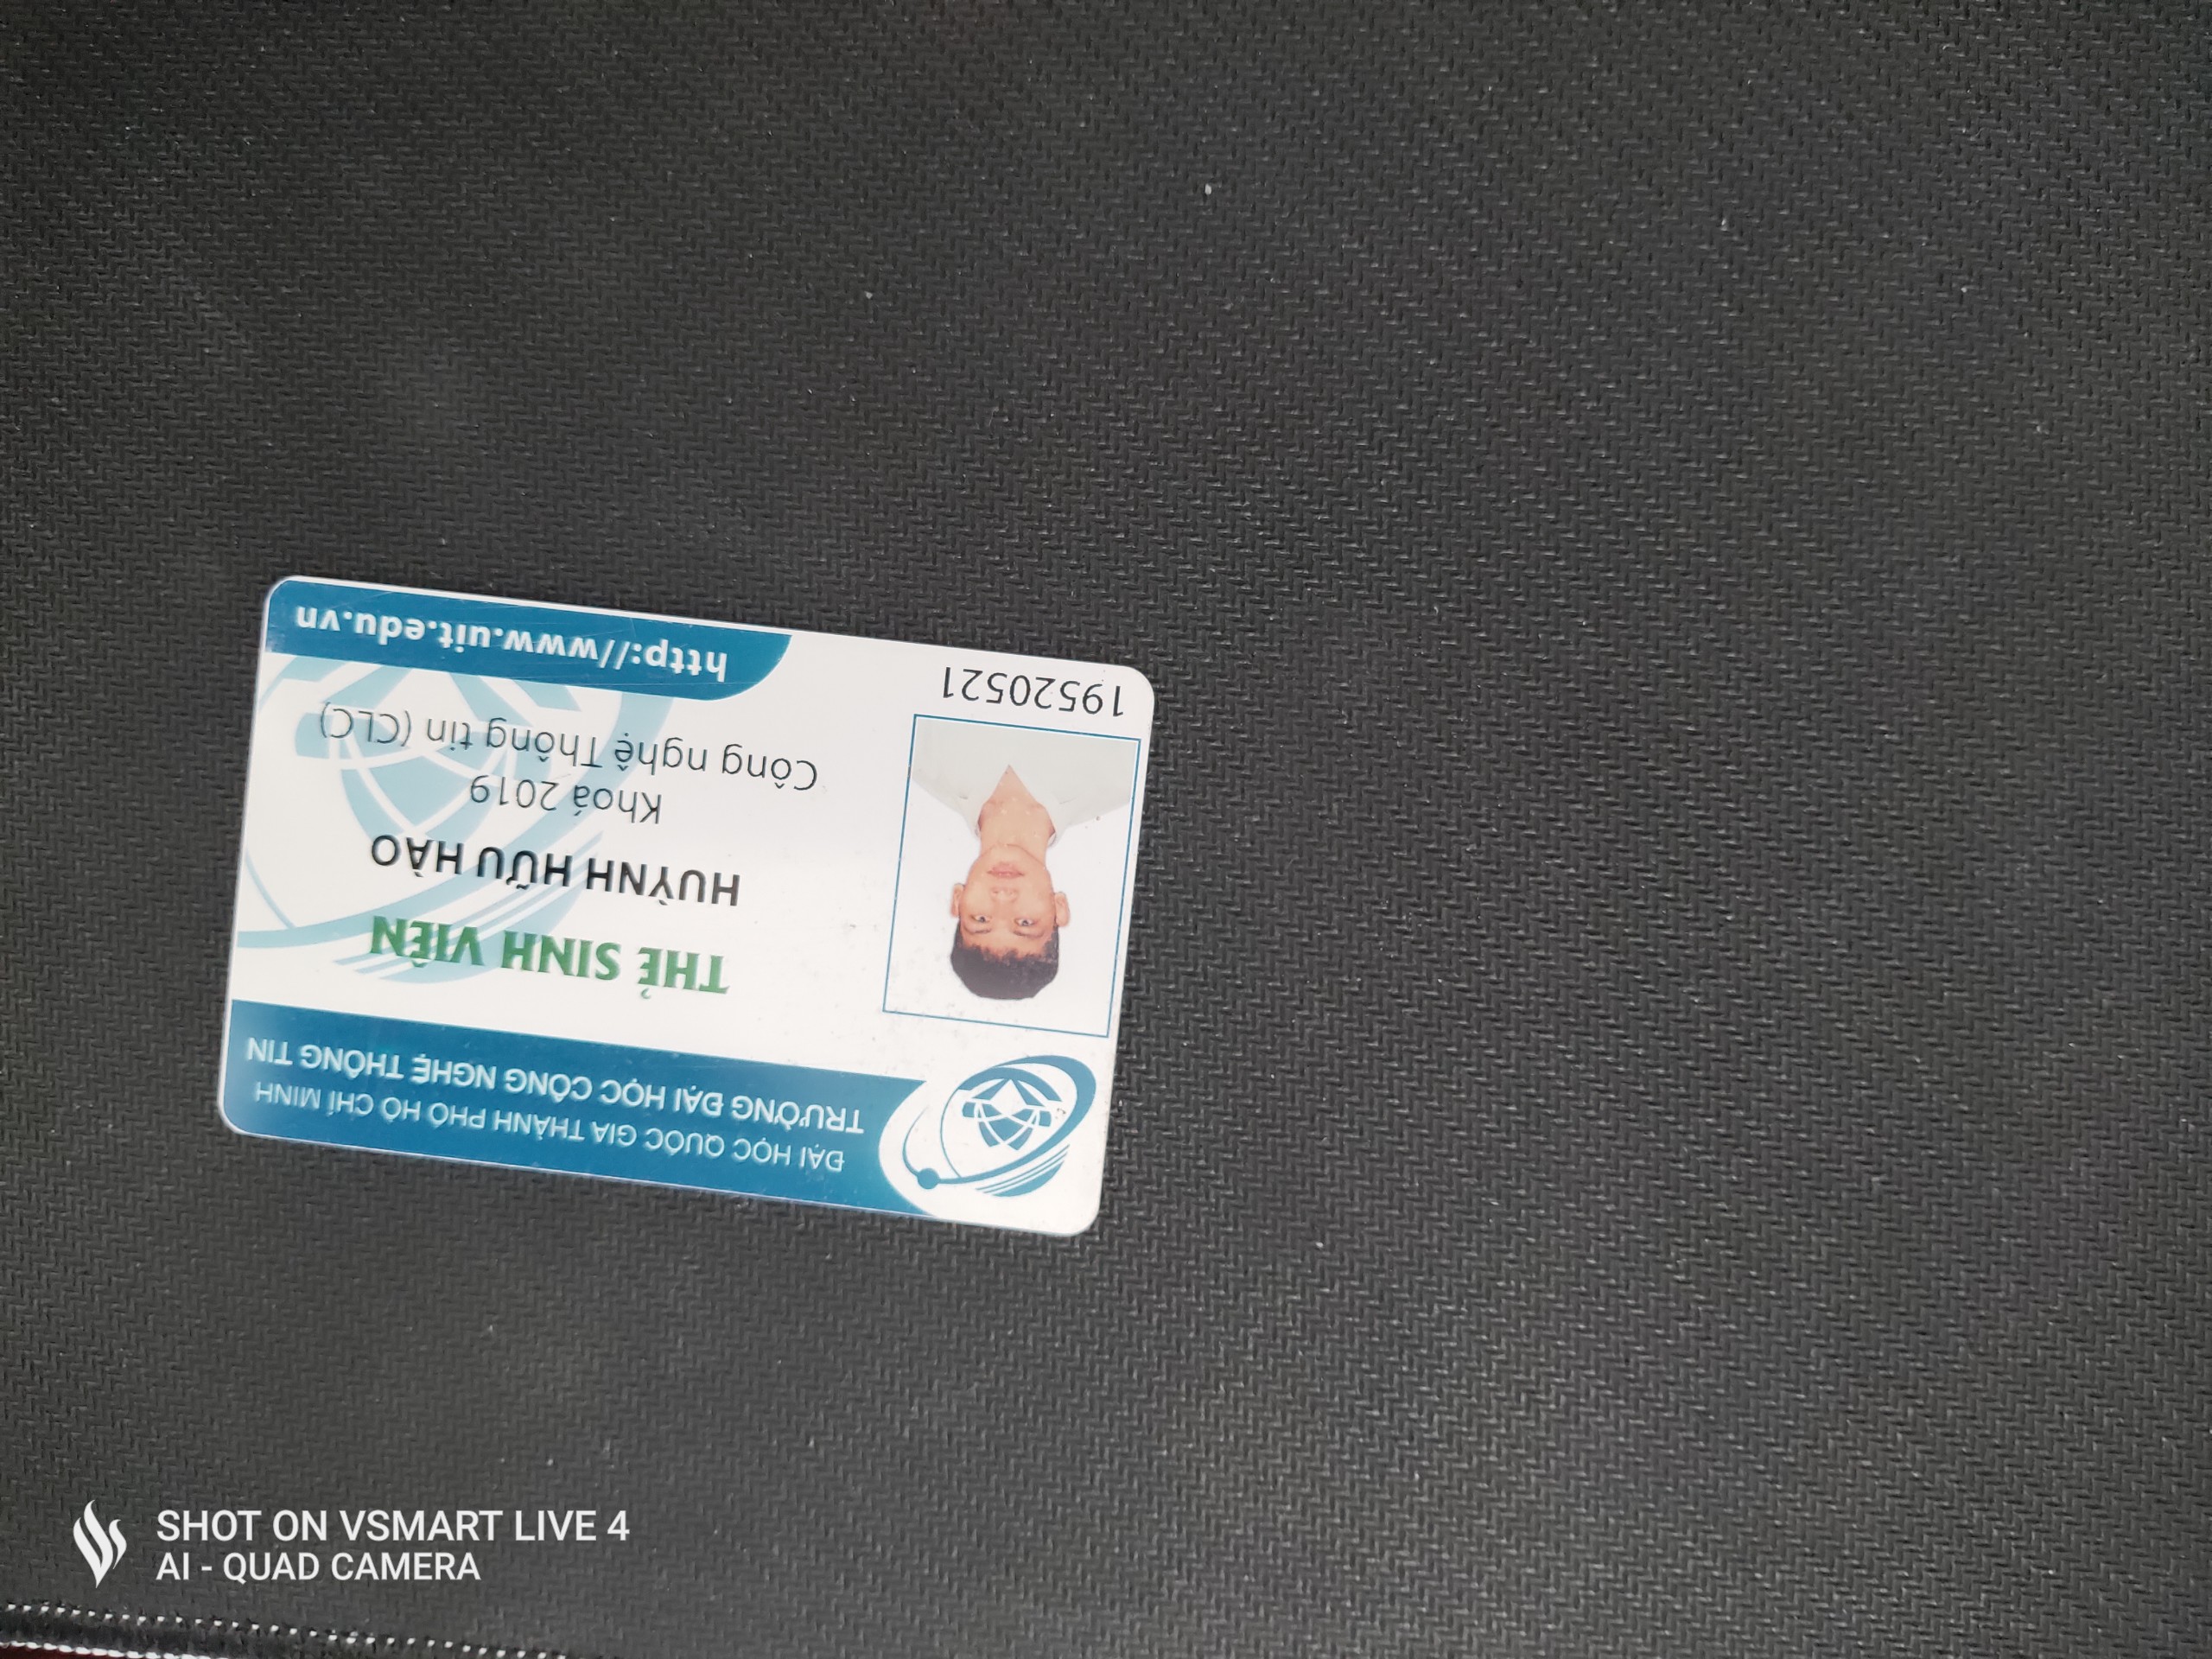 ĐẠI HỌC QUỐC GIA THÀNH PHỐ HỒ CHÍ MINH
TRƯỜNG ĐẠI HỌC CÔNG NGHỆ THÔNG TIN
THẺ SINH VIÊN
HUỲNH HỮU HÀO
Khoá 2019
Công nghệ Thông tin (CLC)
19520521
http://www.uit.edu.vn
SHOT ON VSMART LIVE 4
AI - QUAD CAMERA